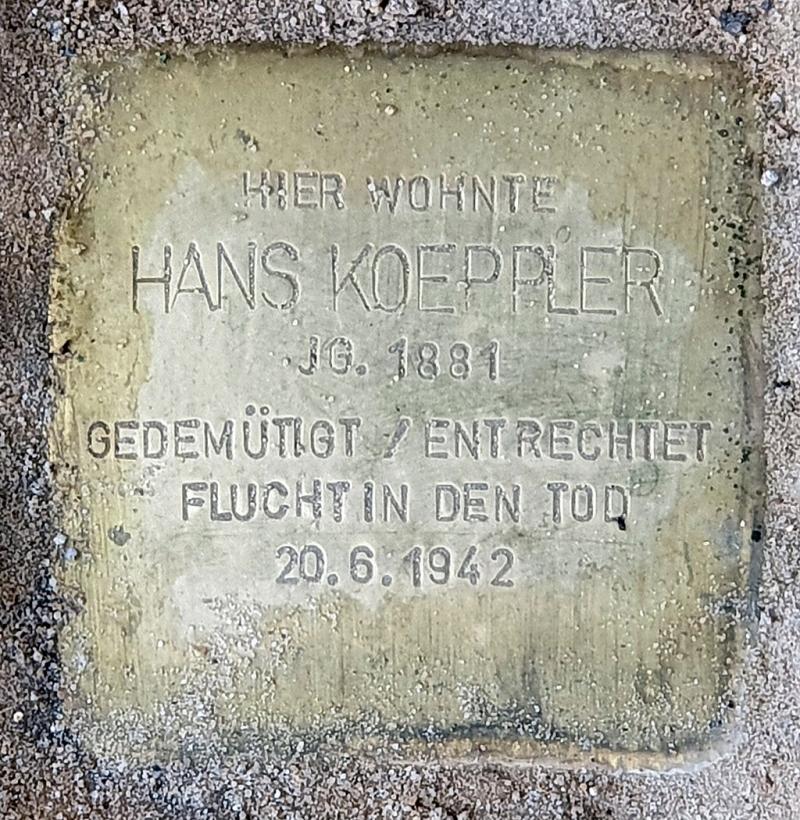 HIER WOHNTE
HANS KOEPPLER
JG. 1881
GEDEMÜTIGT / ENTRECHTET
FLUCHT IN DEN TOD
20.6.1942